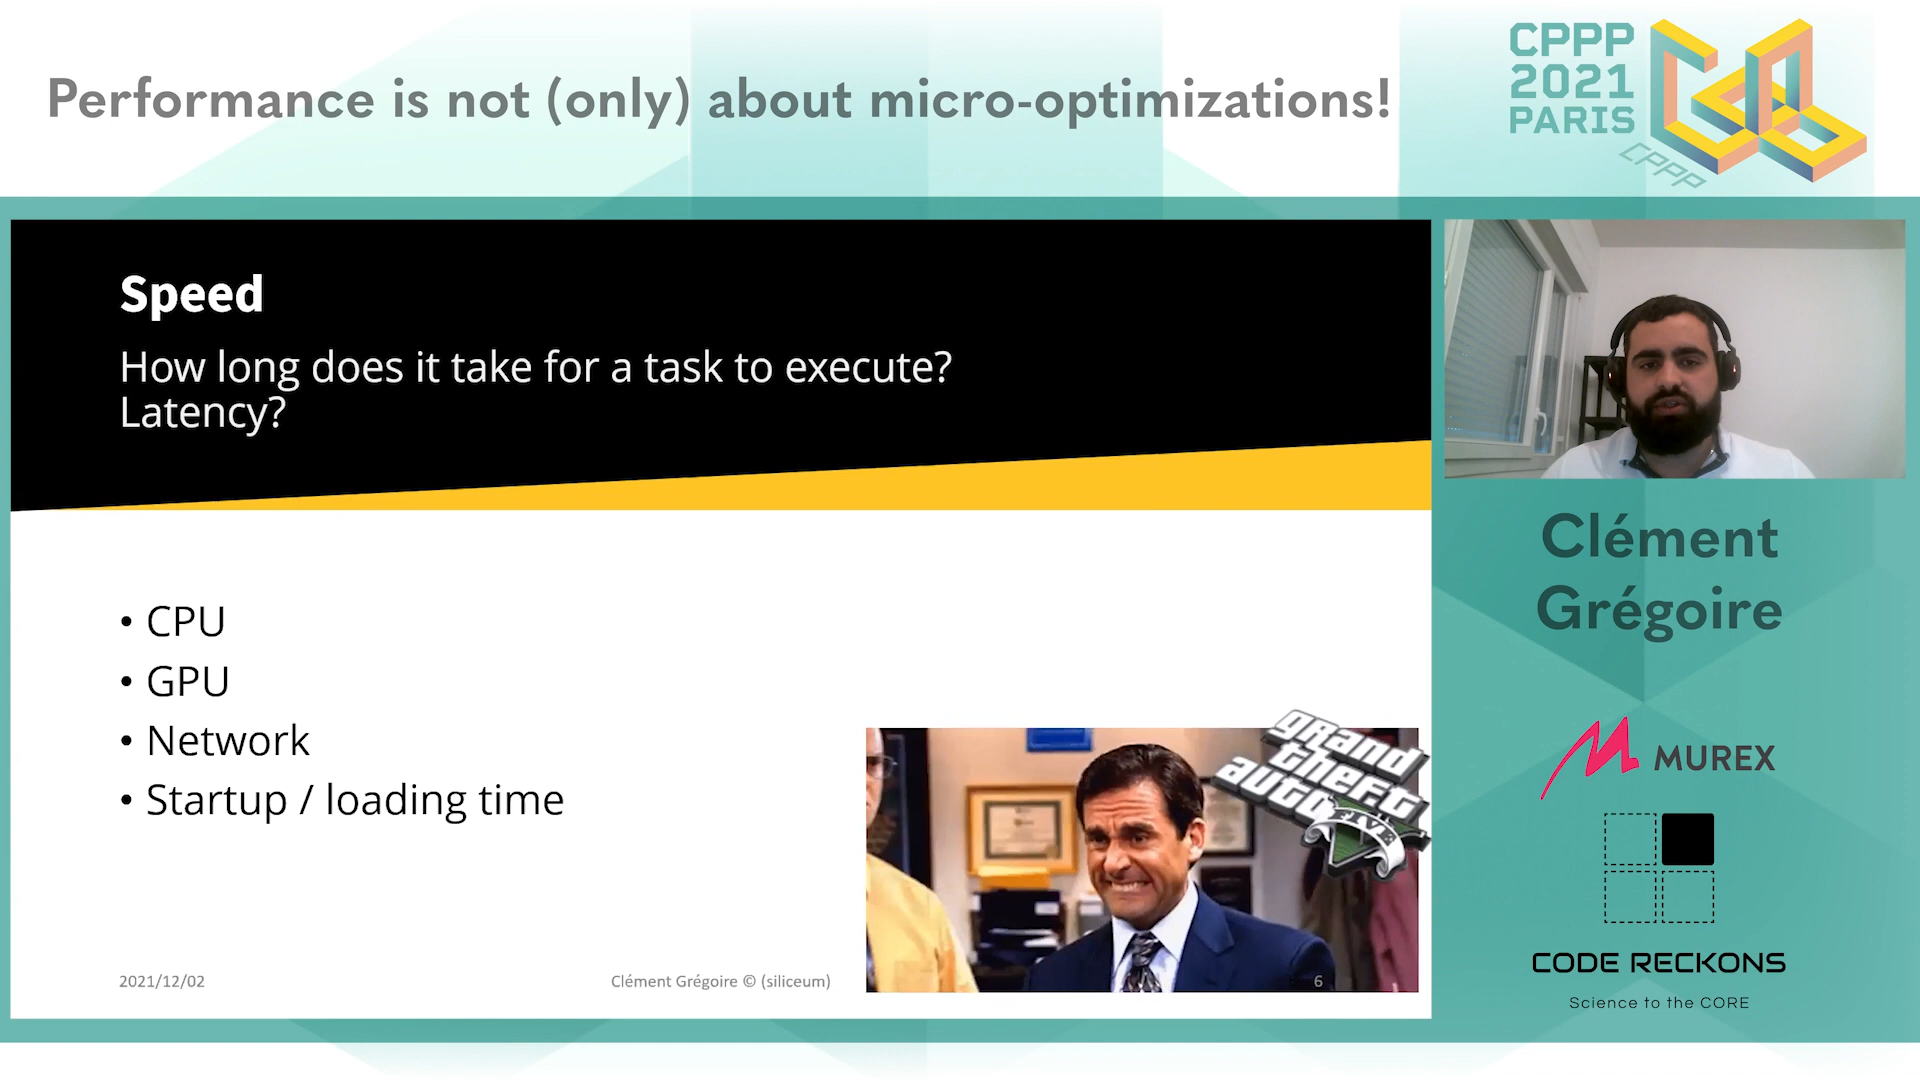 Performance is not (only) about micro-optimizations!
CPPP
2021
PARIS
CPPP
Speed
How long does it take for a task to execute?
Latency?
• CPU
• GPU
• Network
• Startup / loading time
grand
theft
auto
FIVE
2021/12/02
Clément Grégoire © (siliceum)
6
Clément
Grégoire
MUREX
CODE RECKONS
Science to the CORE